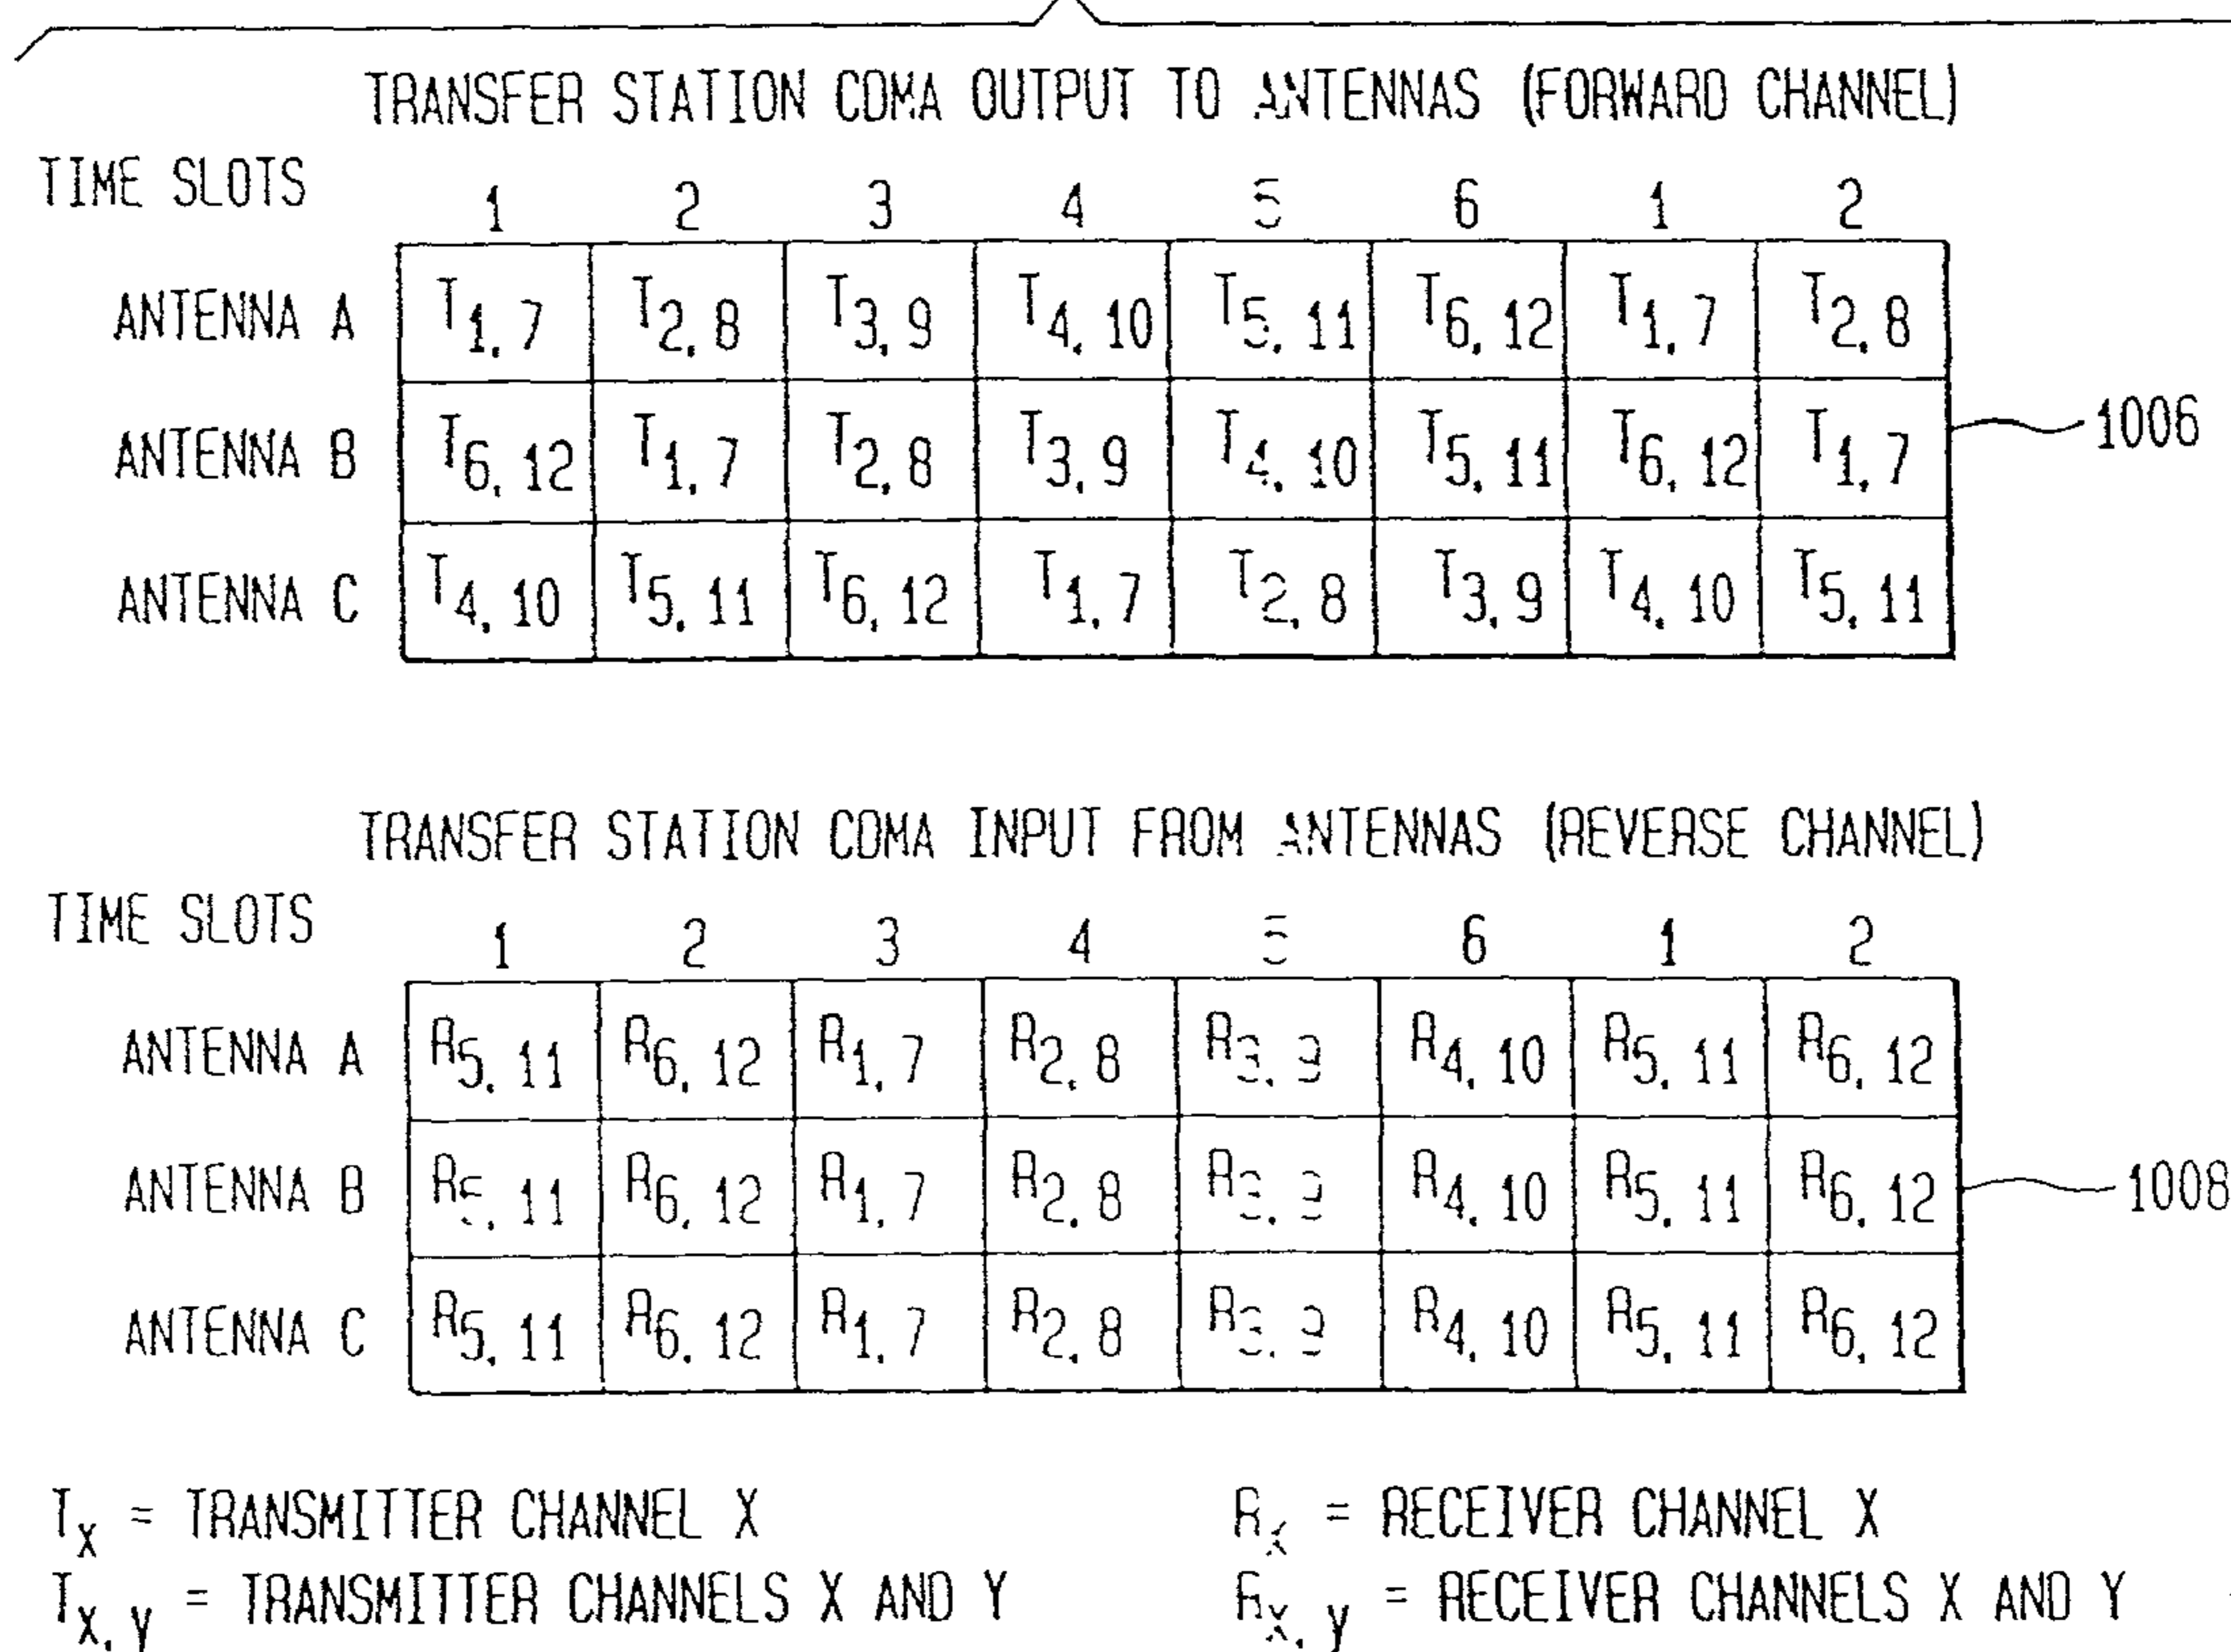 TRANSFER STATION CDMA OUTPUT TO ANTENNAS (FORWARD CHANNEL)
TIME SLOTS 1 2 3 4 5 6 1 2
ANTENNA A T1,7 T2,8 T3,9 T4,10 T5,11 T6,12 T1,7 T2,8
ANTENNA B T6,12 T1,7 T2,8 T3,9 T4,10 T5,11 T6,12 T1,7
1006
ANTENNA C T4,10 T5,11 T6,12 T1,7 T2,8 T3,9 T4,10 T5,11
TRANSFER STATION CDMA INPUT FROM ANTENNAS (REVERSE CHANNEL)
TIME SLOTS 1 2 3 4 5 6 1 2
ANTENNA A R5,11 R6,12 R1,7 R2,8 R3,9 R4,10 R5,11 R6,12
ANTENNA B R5,11 R6,12 R1,7 R2,8 R3,9 R4,10 R5,11 R6,12
1008
ANTENNA C R5,11 R6,12 R1,7 R2,8 R3,9 R4,10 R5,11 R6,12
TX = TRANSMITTER CHANNEL X
RX = RECEIVER CHANNEL X
TX,Y = TRANSMITTER CHANNELS X AND Y
RX,Y = RECEIVER CHANNELS X AND Y